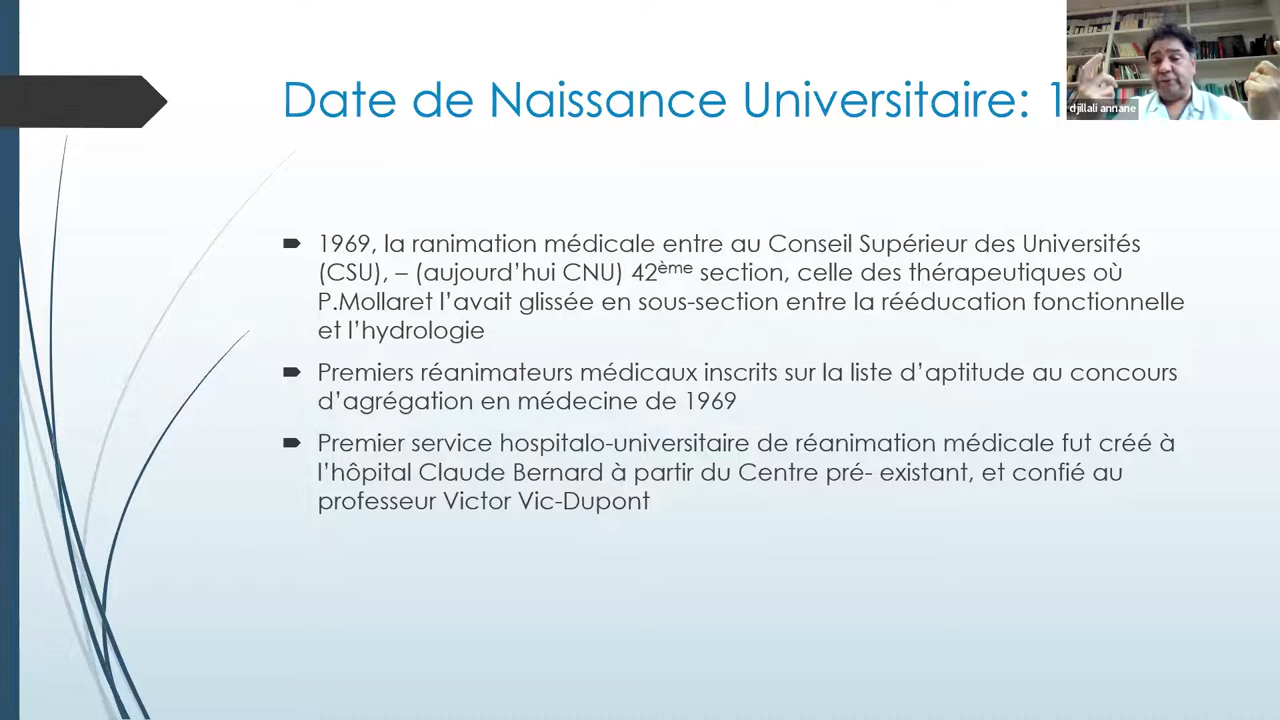 Date de Naissance Universitaire: 1
djillali annane
1969, la ranimation médicale entre au Conseil Supérieur des Universités
(CSU), – (aujourd’hui CNU) 42ème section, celle des thérapeutiques où
P.Mollaret l’avait glissée en sous-section entre la rééducation fonctionnelle
et l’hydrologie
Premiers réanimateurs médicaux inscrits sur la liste d’aptitude au concours
d’agrégation en médecine de 1969
Premier service hospitalo-universitaire de réanimation médicale fut créé à
l’hôpital Claude Bernard à partir du Centre pré- existant, et confié au
professeur Victor Vic-Dupont